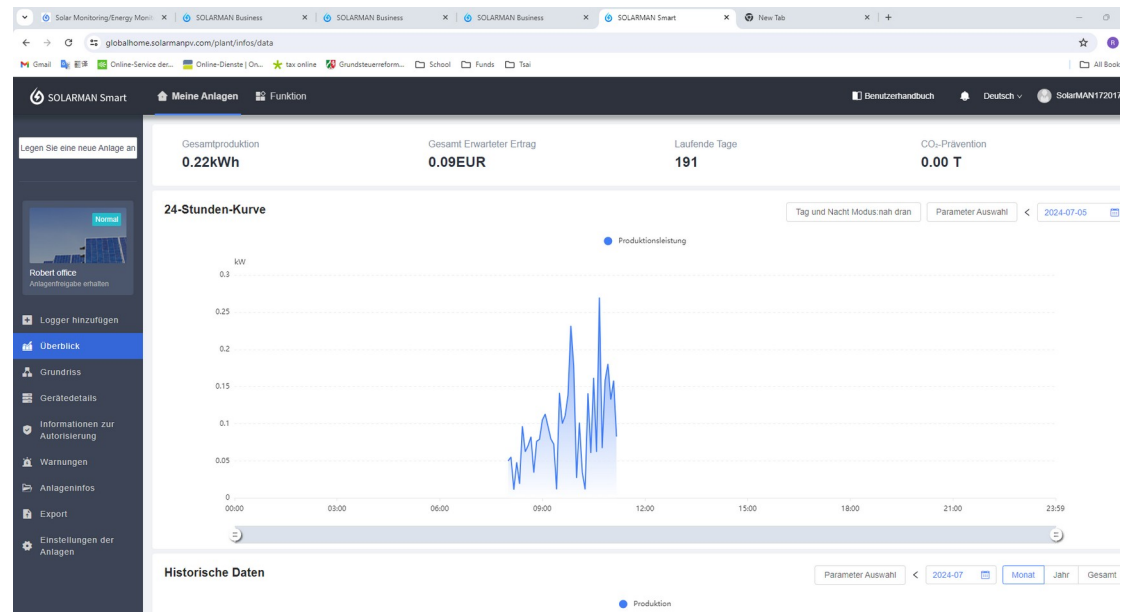 Solar Monitoring/Energy Monit
SOLARMAN Business
SOLARMAN Business
SOLARMAN Business
SOLARMAN Smart
New Tab
globalhome.solarmanpv.com/plant/infos/data
Gmail
Online-Service der...
Online-Dienste | On...
tax online
Grundsteuerreform...
School
Funds
Tsai
All Book
SOLARMAN Smart
Meine Anlagen
Funktion
Benutzerhandbuch
Deutsch
SolarMAN172017
Legen Sie eine neue Anlage an
Gesamtproduktion
0.22kWh
Gesamt Erwarteter Ertrag
0.09EUR
Laufende Tage
191
CO₂-Prävention
0.00 T
Normal
Robert office
Anlagenfreigabe erhalten
Logger hinzufügen
Überblick
Grundriss
Gerätedetails
Informationen zur
Autorisierung
Warnungen
Anlageninfos
Export
Einstellungen der
Anlagen
24-Stunden-Kurve
Tag und Nacht Modus:nah dran
Parameter Auswahl
2024-07-05
Produktionsleistung
kW
0.3
0.25
0.2
0.15
0.1
0.05
0
00:00
03:00
06:00
09:00
12:00
15:00
18:00
21:00
23:59
Historische Daten
Parameter Auswahl
2024-07
Monat
Jahr
Gesamt
Produktion